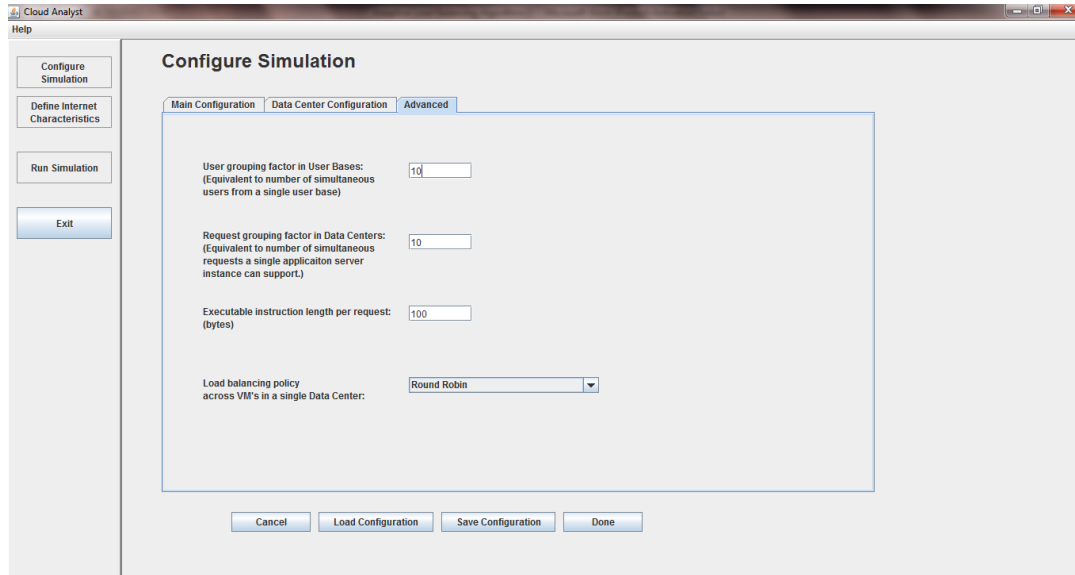 Cloud Analyst
Help
Configure
Simulation
Define Internet
Characteristics
Run Simulation
Exit
Configure Simulation
Main Configuration
Data Center Configuration
Advanced
User grouping factor in User Bases:
(Equivalent to number of simultaneous
users from a single user base)
10
Request grouping factor in Data Centers:
(Equivalent to number of simultaneous
requests a single applicaiton server
instance can support.)
10
Executable instruction length per request:
(bytes)
100
Load balancing policy
across VM's in a single Data Center:
Round Robin
Cancel
Load Configuration
Save Configuration
Done